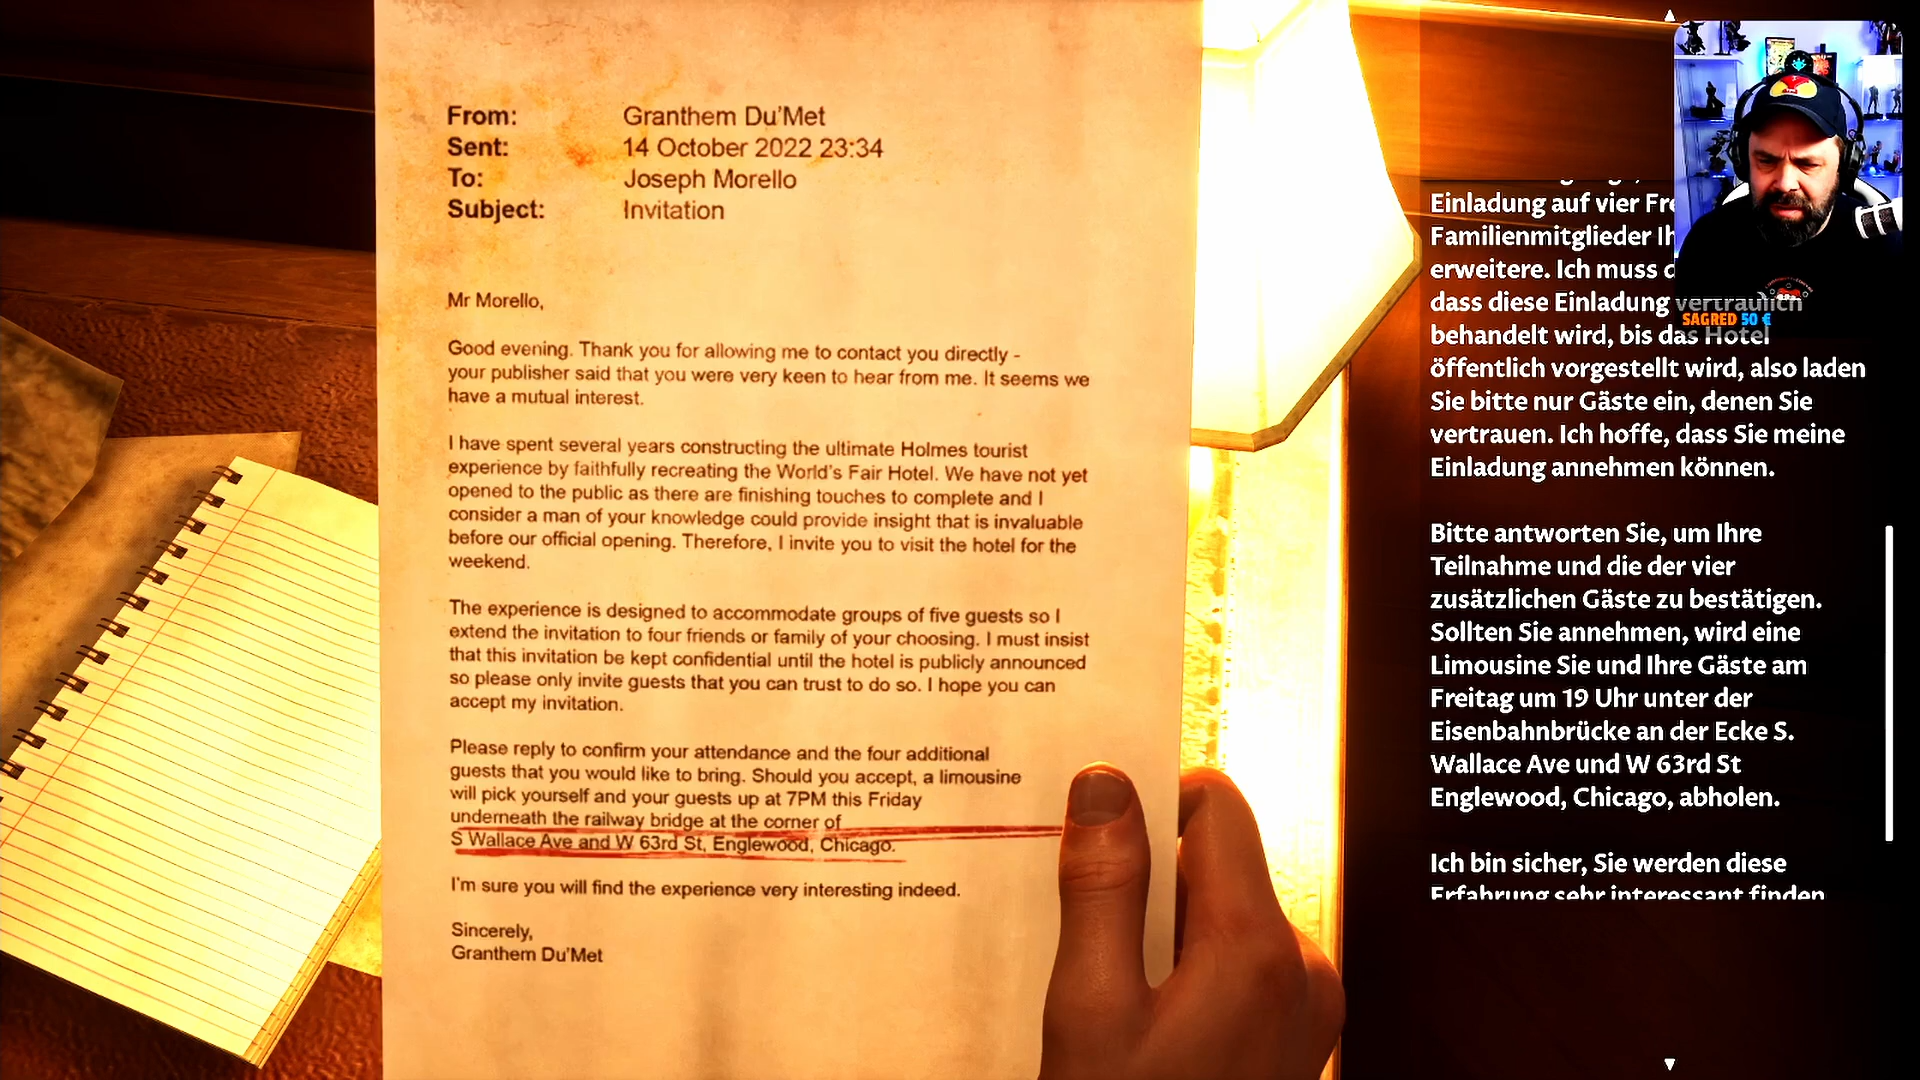 From: Granthem Du'Met
Sent: 14 October 2022 23:34
To: Joseph Morello
Subject: Invitation
Mr Morello,
Good evening. Thank you for allowing me to contact you directly -
your publisher said that you were very keen to hear from me. It seems we
have a mutual interest.
I have spent several years constructing the ultimate Holmes tourist
experience by faithfully recreating the World's Fair Hotel. We have not yet
opened to the public as there are finishing touches to complete and I
consider a man of your knowledge could provide insight that is invaluable
before our official opening. Therefore, I invite you to visit the hotel for the
weekend.
The experience is designed to accommodate groups of five guests so I
extend the invitation to four friends or family of your choosing. I must insist
that this invitation be kept confidential until the hotel is publicly announced
so please only invite guests that you can trust to do so. I hope you can
accept my invitation.
Please reply to confirm your attendance and the four additional
guests that you would like to bring. Should you accept, a limousine
will pick yourself and your guests up at 7PM this Friday
underneath the railway bridge at the corner of
S Wallace Ave and W 63rd St, Englewood, Chicago.
I'm sure you will find the experience very interesting indeed.
Sincerely,
Granthem Du'Met
Einladung auf vier
Familienmitglieder
erweitere. Ich muss
dass diese Einladung vertraulich
SAGRED 50 €
behandelt wird, bis das Hotel
öffentlich vorgestellt wird, also laden
Sie bitte nur Gäste ein, denen Sie
vertrauen. Ich hoffe, dass Sie meine
Einladung annehmen können.
Bitte antworten Sie, um Ihre
Teilnahme und die der vier
zusätzlichen Gäste zu bestätigen.
Sollten Sie annehmen, wird eine
Limousine Sie und Ihre Gäste am
Freitag um 19 Uhr unter der
Eisenbahnbrücke an der Ecke S.
Wallace Ave und W 63rd St
Englewood, Chicago, abholen.
Ich bin sicher, Sie werden diese
Erfahrung sehr interessant finden